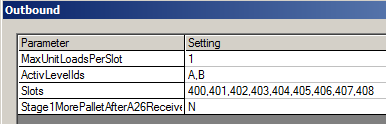 Outbound
Parameter Setting
MaxUnitLoadsPerSlot 1
ActivLevelIds A,B
Slots 400,401,402,403,404,405,406,407,408
Stage1MorePalletAfterA26Receive N